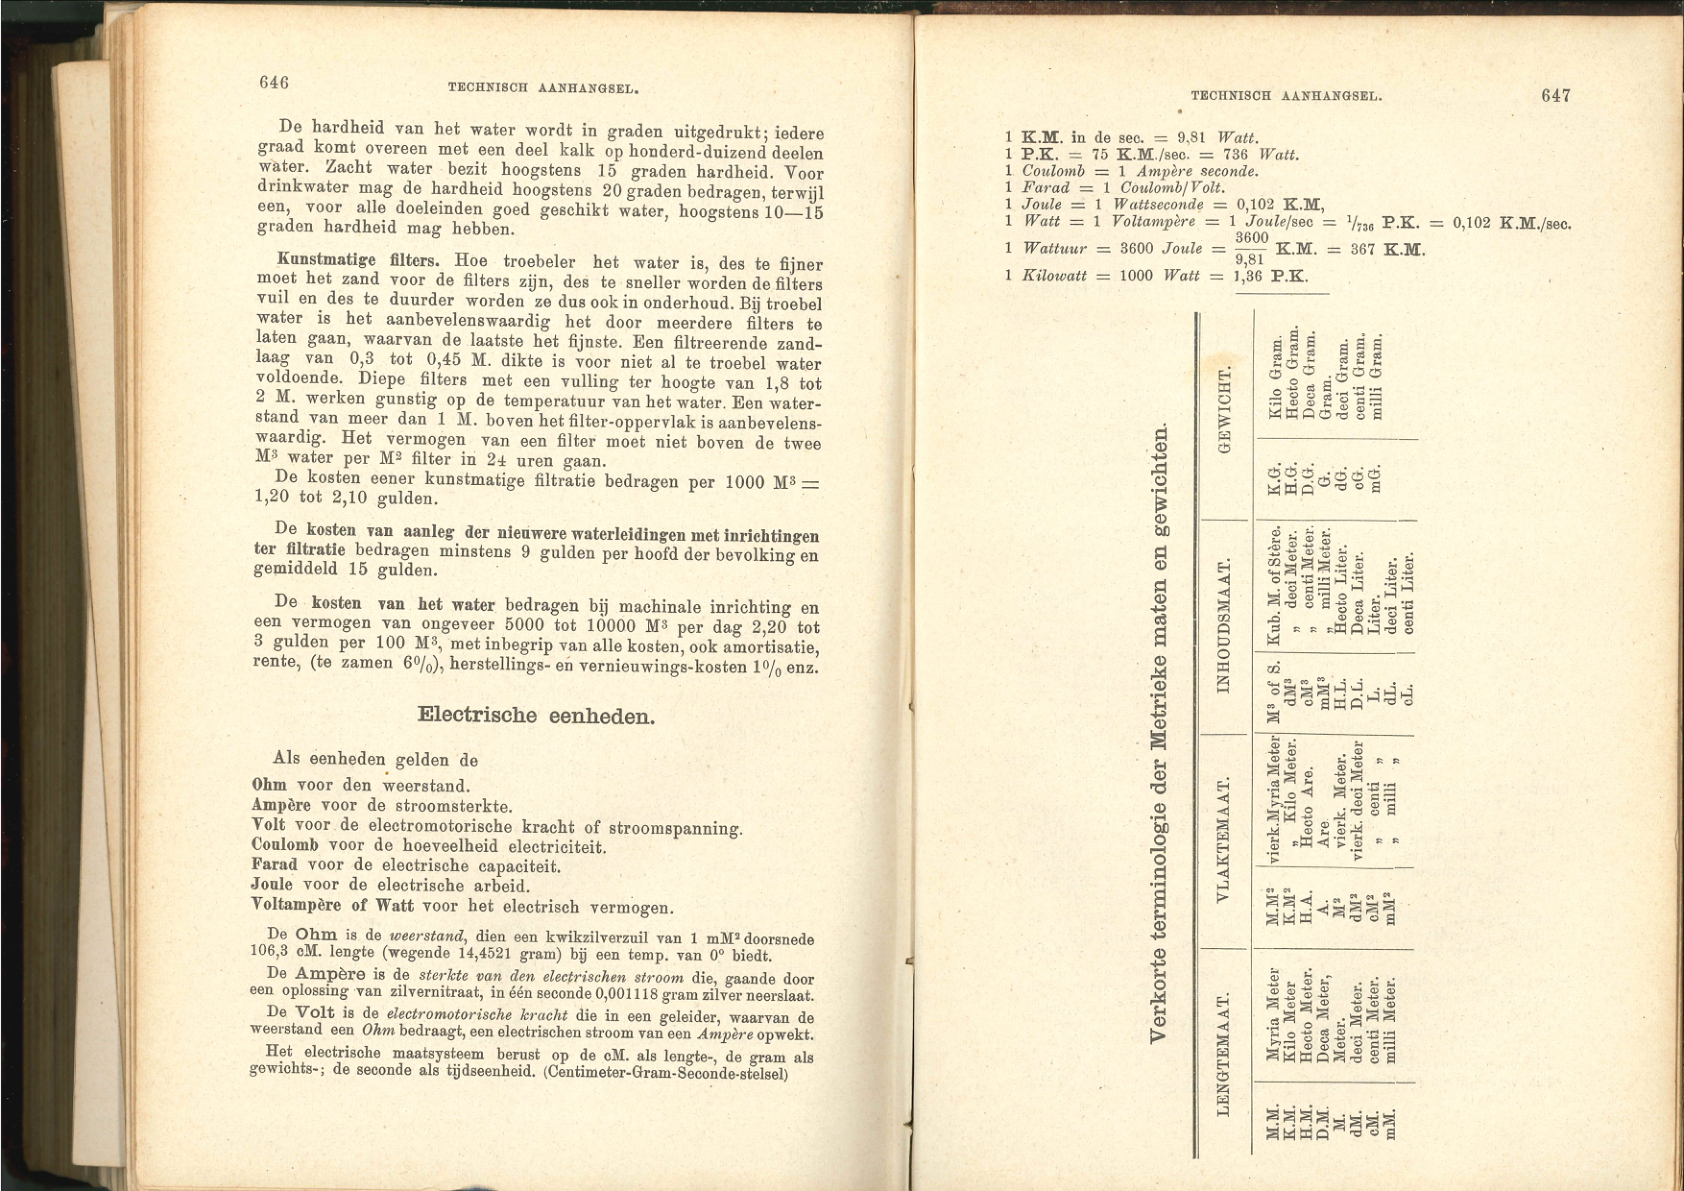 646
TECHNISCH AANHANGSEL.
De hardheid van het water wordt in graden uitgedrukt; iedere
graad komt overeen met een deel kalk op honderd-duizend deelen
water. Zacht water bezit hoogstens 15 graden hardheid. Voor
drinkwater mag de hardheid hoogstens 20 graden bedragen, terwijl
een, voor alle doeleinden goed geschikt water, hoogstens 10—15
graden hardheid mag hebben.
Kunstmatige filters. Hoe troebeler het water is, des te fijner
moet het zand voor de filters zijn, des te sneller worden de filters
vuil en des te duurder worden ze dus ook in onderhoud. Bij troebel
water is het aanbevelenswaardig het door meerdere filters te
laten gaan, waarvan de laatste het fijnste. Een filtreerende zand-
laag van 0,3 tot 0,45 M. dikte is voor niet al te troebel water
voldoende. Diepe filters met een vulling ter hoogte van 1,8 tot
2 M. werken gunstig op de temperatuur van het water. Een water-
stand van meer dan 1 M. boven het filter-oppervlak is aanbevelens-
waardig. Het vermogen van een filter moet niet boven de twee
M³ water per M² filter in 24 uren gaan.
De kosten eener kunstmatige filtratie bedragen per 1000 M³ =
1,20 tot 2,10 gulden.
De kosten van aanleg der nieuwere waterleidingen met inrichtingen
ter filtratie bedragen minstens 9 gulden per hoofd der bevolking en
gemiddeld 15 gulden.
De kosten van het water bedragen bij machinale inrichting en
een vermogen van ongeveer 5000 tot 10000 M³ per dag 2,20 tot
3 gulden per 100 M³, met inbegrip van alle kosten, ook amortisatie,
rente, (te zamen 6%), herstellings- en vernieuwings-kosten 1% enz.
Electrische eenheden.
Als eenheden gelden de
Ohm voor den weerstand.
Ampère voor de stroomsterkte.
Volt voor de electromotorische kracht of stroomspanning.
Coulomb voor de hoeveelheid electriciteit.
Farad voor de electrische capaciteit.
Joule voor de electrische arbeid.
Voltampère of Watt voor het electrisch vermogen.
De Ohm is de weerstand, dien een kwikzilverzuil van 1 mM² doorsnede
106,3 cM. lengte (wegende 14,4521 gram) bij een temp. van 0° biedt.
De Ampère is de sterkte van den electrischen stroom die, gaande door
een oplossing van zilvernitraat, in één seconde 0,001118 gram zilver neerslaat.
De Volt is de electromotorische kracht die in een geleider, waarvan de
weerstand een Ohm bedraagt, een electrischen stroom van een Ampère opwekt.
Het electrische maatsysteem berust op de cM. als lengte-, de gram als
gewichts-; de seconde als tijdseenheid. (Centimeter-Gram-Seconde-stelsel)
TECHNISCH AANHANGSEL.
647
1 K.M. in de sec. = 9,81 Watt.
1 P.K. = 75 K.M./sec. = 736 Watt.
1 Coulomb = 1 Ampère seconde.
1 Farad = 1 Coulomb/Volt.
1 Joule = 1 Wattseconde = 0,102 K.M,
1 Watt = 1 Voltampère = 1 Joule/sec = 1/736 P.K. = 0,102 K.M./sec.
1 Wattuur = 3600 Joule = 3600/9,81 K.M. = 367 K.M.
1 Kilowatt = 1000 Watt = 1,36 P.K.
Verkorte terminologie der Metrieke maten en gewichten.
LENGTEMAAT. VLAKTEMAAT. INHOUDSMAAT. GEWICHT.
M.M. Myria Meter M.M² vierk. Myria Meter M³ of S. Kub. M. of Stère. K.G. Kilo Gram.
K.M. Kilo Meter K.M² „ Kilo Meter. dM³ „ deci Meter. H.G. Hecto Gram.
H.M. Hecto Meter. H.A. Hecto Are. cM³ „ centi Meter. D.G. Deca Gram.
D.M. Deca Meter, A. Are. mM³ „ milli Meter. G. Gram.
M. Meter. M² vierk. Meter. H.L. Hecto Liter. dG. deci Gram.
dM. deci Meter. dM² vierk. deci Meter D.L. Deca Liter. cG. centi Gram.
cM. centi Meter. cM² „ centi „ L. Liter. mG. milli Gram.
mM. milli Meter. mM² „ milli „ dL. deci Liter.
cL. centi Liter.